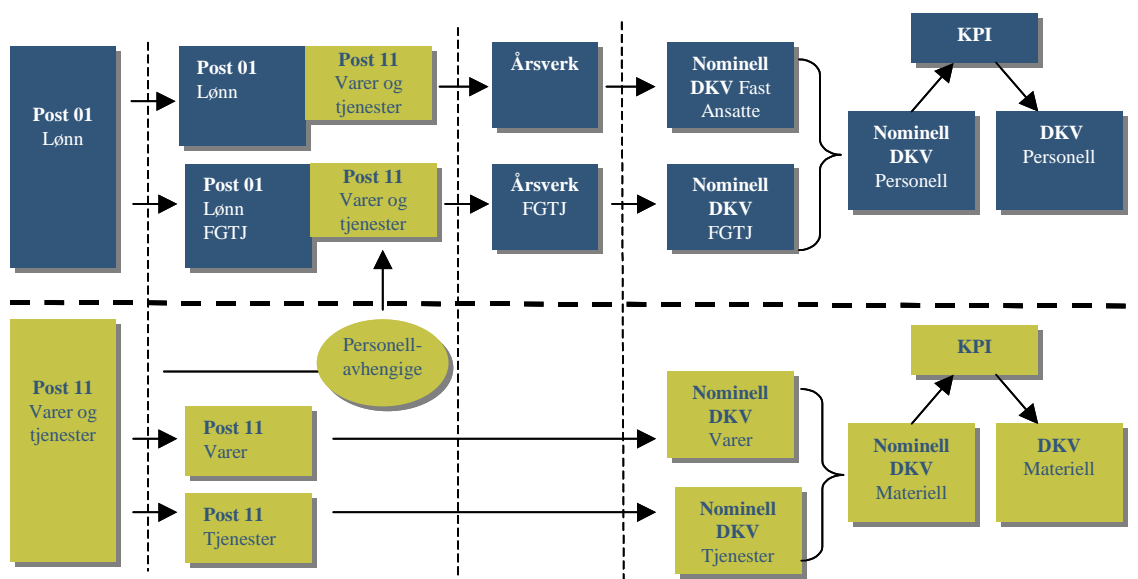 Post 01
Lønn
Post 01
Lønn
Post 11
Varer og
tjenester
Årsverk
Nominell
DKV Fast
Ansatte
KPI
Nominell
DKV
Personell
DKV
Personell
Post 01
Lønn
FGTJ
Post 11
Varer og
tjenester
Årsverk
FGTJ
Nominell
DKV
FGTJ
Post 11
Varer og
tjenester
Personell-
avhengige
Post 11
Varer
Nominell
DKV
Varer
KPI
Nominell
DKV
Materiell
DKV
Materiell
Post 11
Tjenester
Nominell
DKV
Tjenester